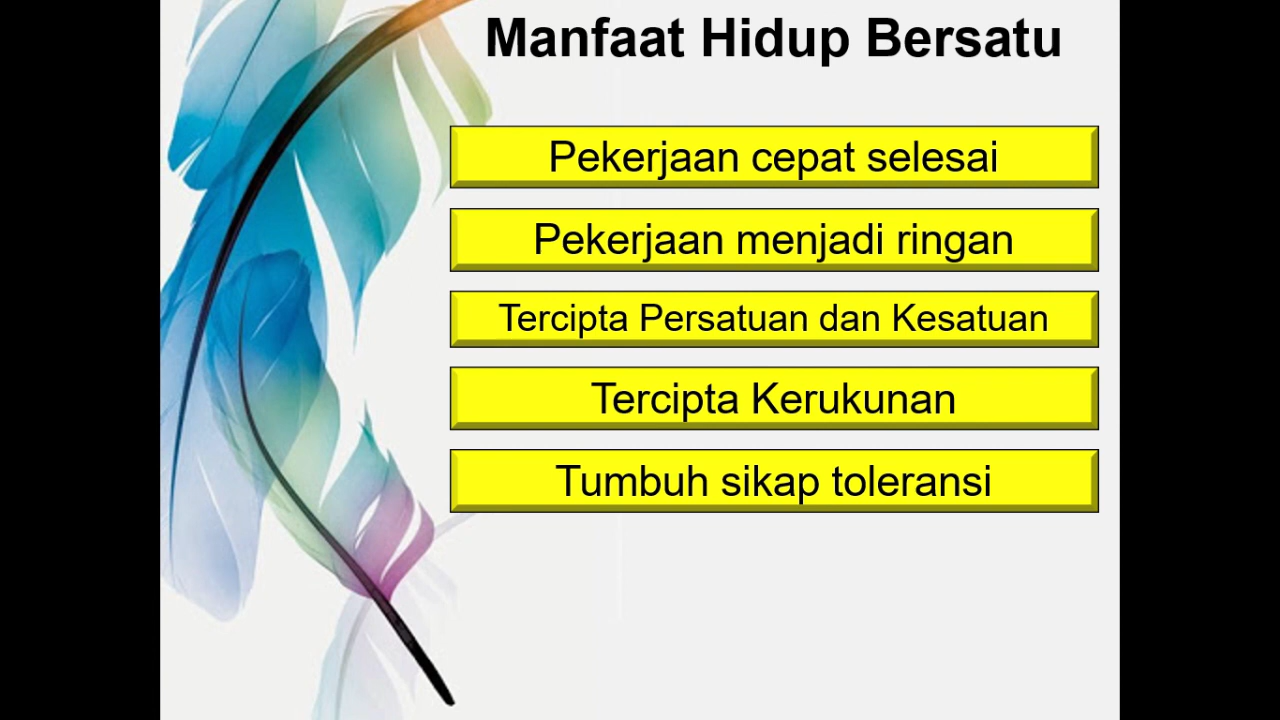 Manfaat Hidup Bersatu
Pekerjaan cepat selesai
Pekerjaan menjadi ringan
Tercipta Persatuan dan Kesatuan
Tercipta Kerukunan
Tumbuh sikap toleransi